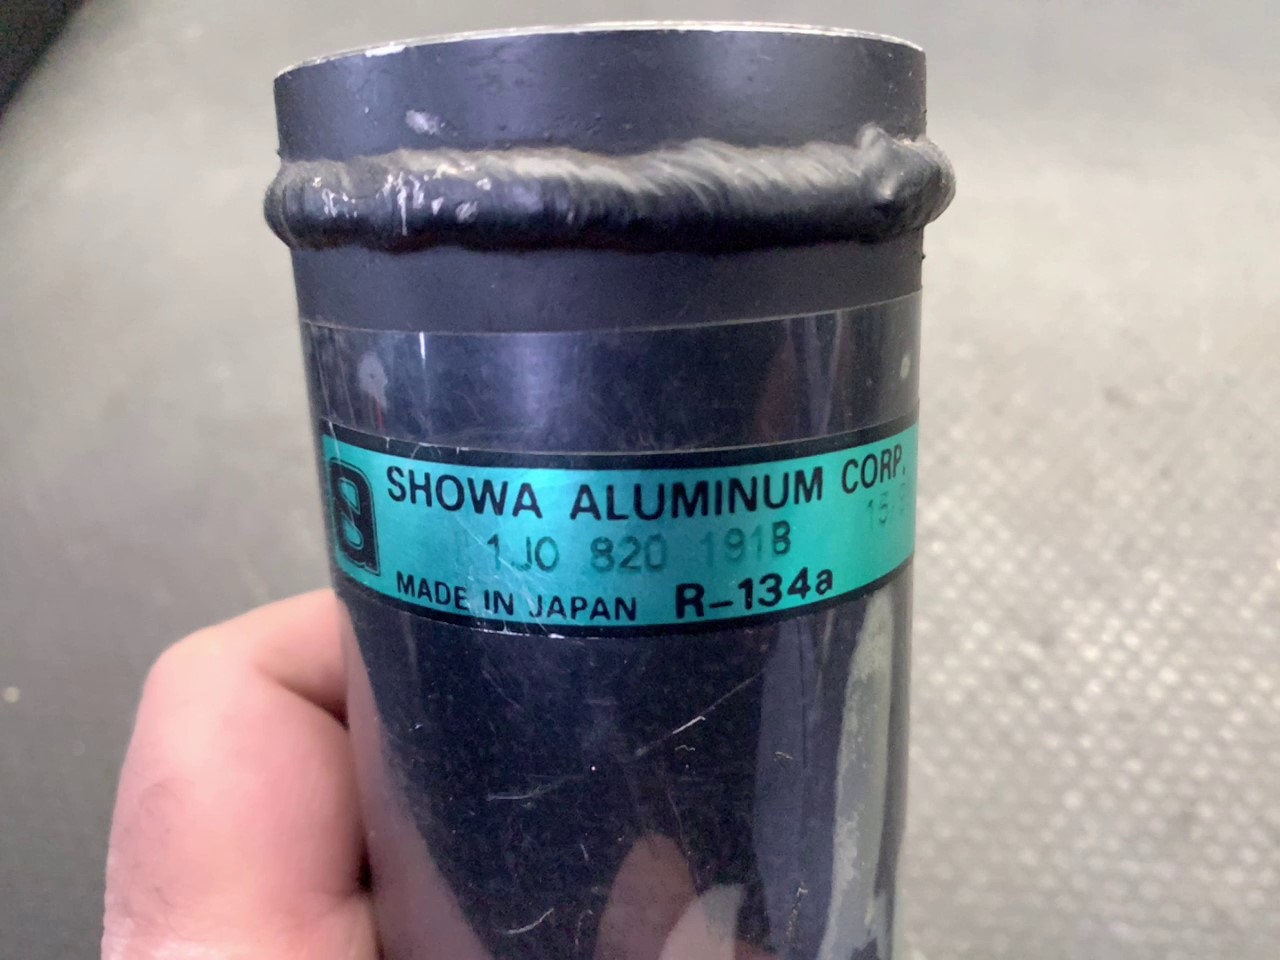 SHOWA ALUMINUM CORP.
1J0 820 191B
MADE IN JAPAN R-134a